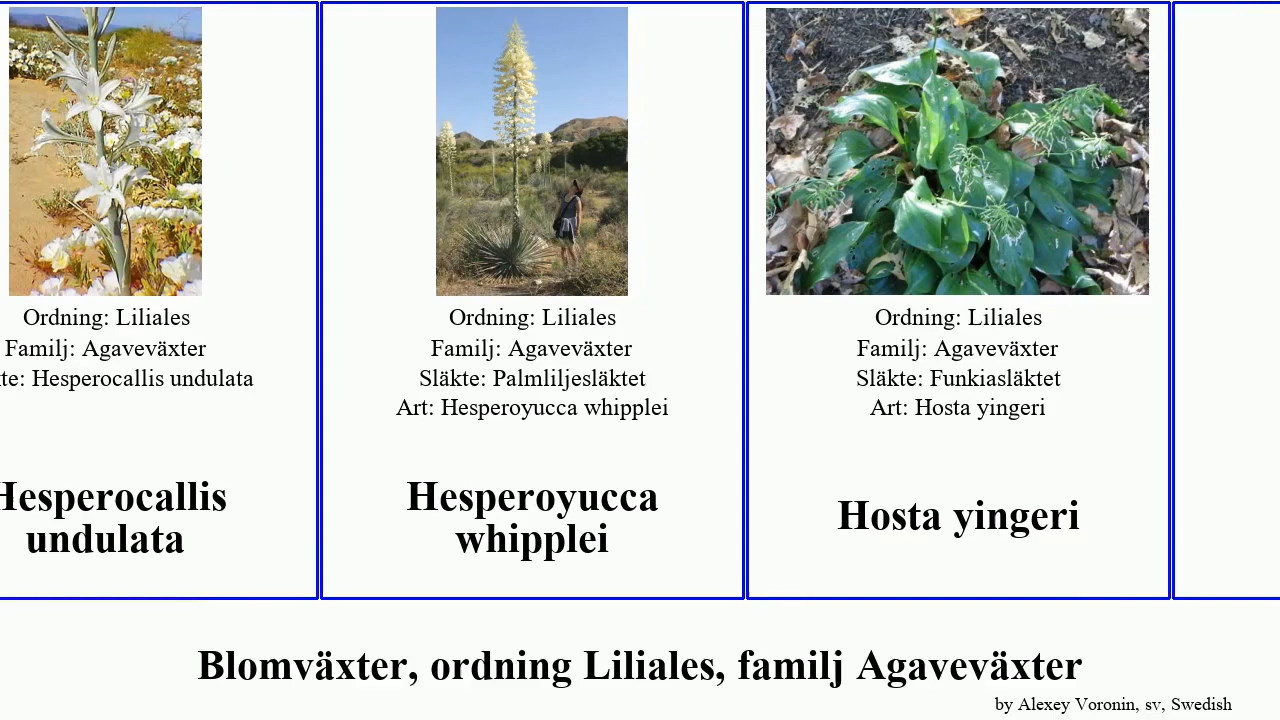 Ordning: Liliales
Familj: Agaveväxter
te: Hesperocallis undulata
Hesperocallis
undulata
Ordning: Liliales
Familj: Agaveväxter
Släkte: Palmliljesläktet
Art: Hesperoyucca whipplei
Hesperoyucca
whipplei
Ordning: Liliales
Familj: Agaveväxter
Släkte: Funkiasläktet
Art: Hosta yingeri
Hosta yingeri
Blomväxter, ordning Liliales, familj Agaveväxter
by Alexey Voronin, sv, Swedish